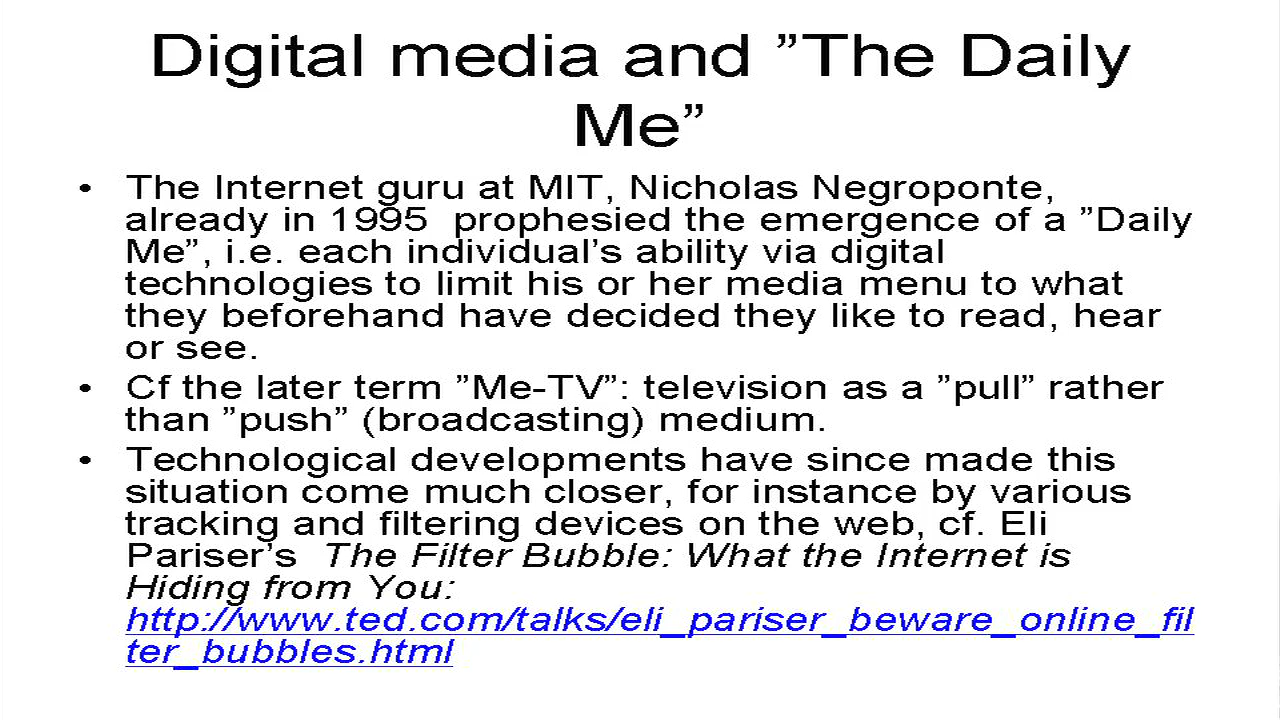 Digital media and ”The Daily
Me”
• The Internet guru at MIT, Nicholas Negroponte,
already in 1995  prophesied the emergence of a ”Daily
Me”, i.e. each individual’s ability via digital
technologies to limit his or her media menu to what
they beforehand have decided they like to read, hear
or see.
• Cf the later term ”Me-TV”: television as a ”pull” rather
than ”push” (broadcasting) medium.
• Technological developments have since made this
situation come much closer, for instance by various
tracking and filtering devices on the web, cf. Eli
Pariser’s  The Filter Bubble: What the Internet is
Hiding from You:
http://www.ted.com/talks/eli_pariser_beware_online_fil
ter_bubbles.html